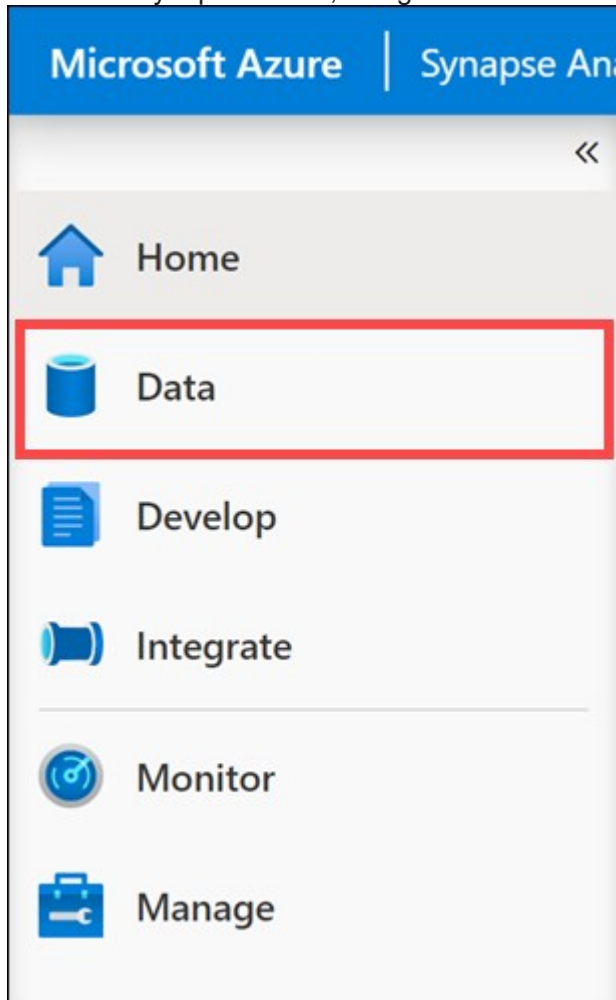 Microsoft Azure | Synapse Ana
«
Home
Data
Develop
Integrate
Monitor
Manage